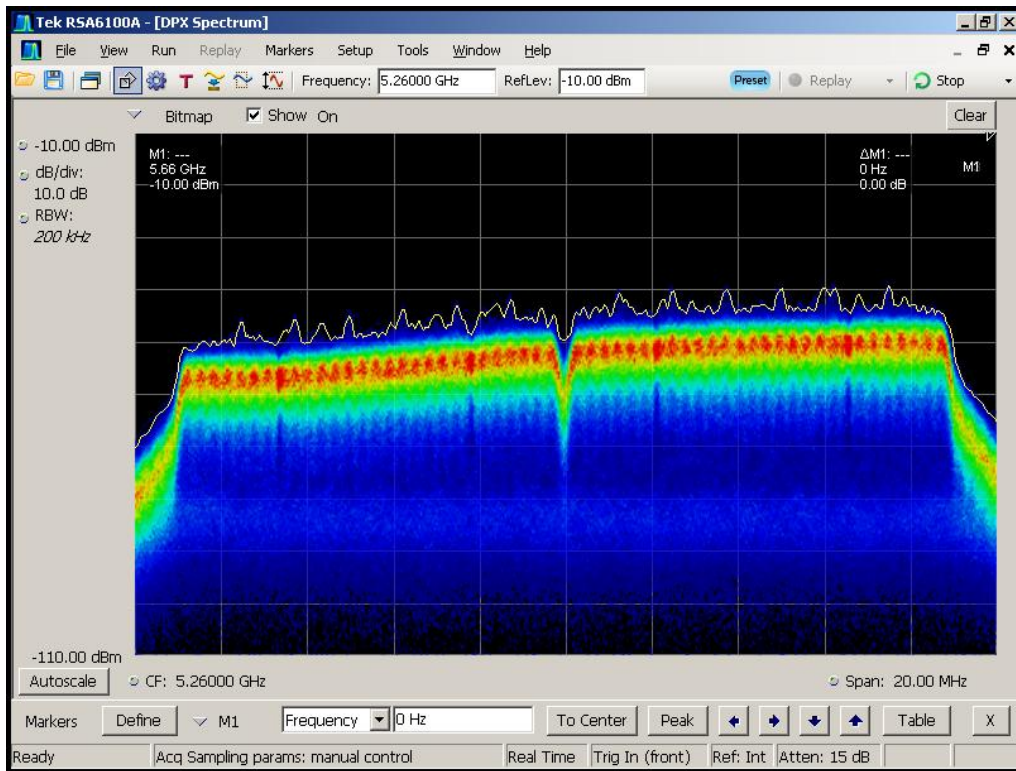 Tek RSA6100A - [DPX Spectrum]
File View Run Replay Markers Setup Tools Window Help
T Frequency: 5.26000 GHz RefLev: -10.00 dBm Preset Replay Stop
Bitmap Show On Clear
-10.00 dBm
dB/div:
10.0 dB
RBW:
200 kHz
M1: ---
5.66 GHz
-10.00 dBm
ΔM1: ---
0 Hz
0.00 dB
M1
-110.00 dBm
Autoscale CF: 5.26000 GHz Span: 20.00 MHz
Markers Define M1 Frequency 0 Hz To Center Peak Table X
Ready Acq Sampling params: manual control Real Time Trig In (front) Ref: Int Atten: 15 dB